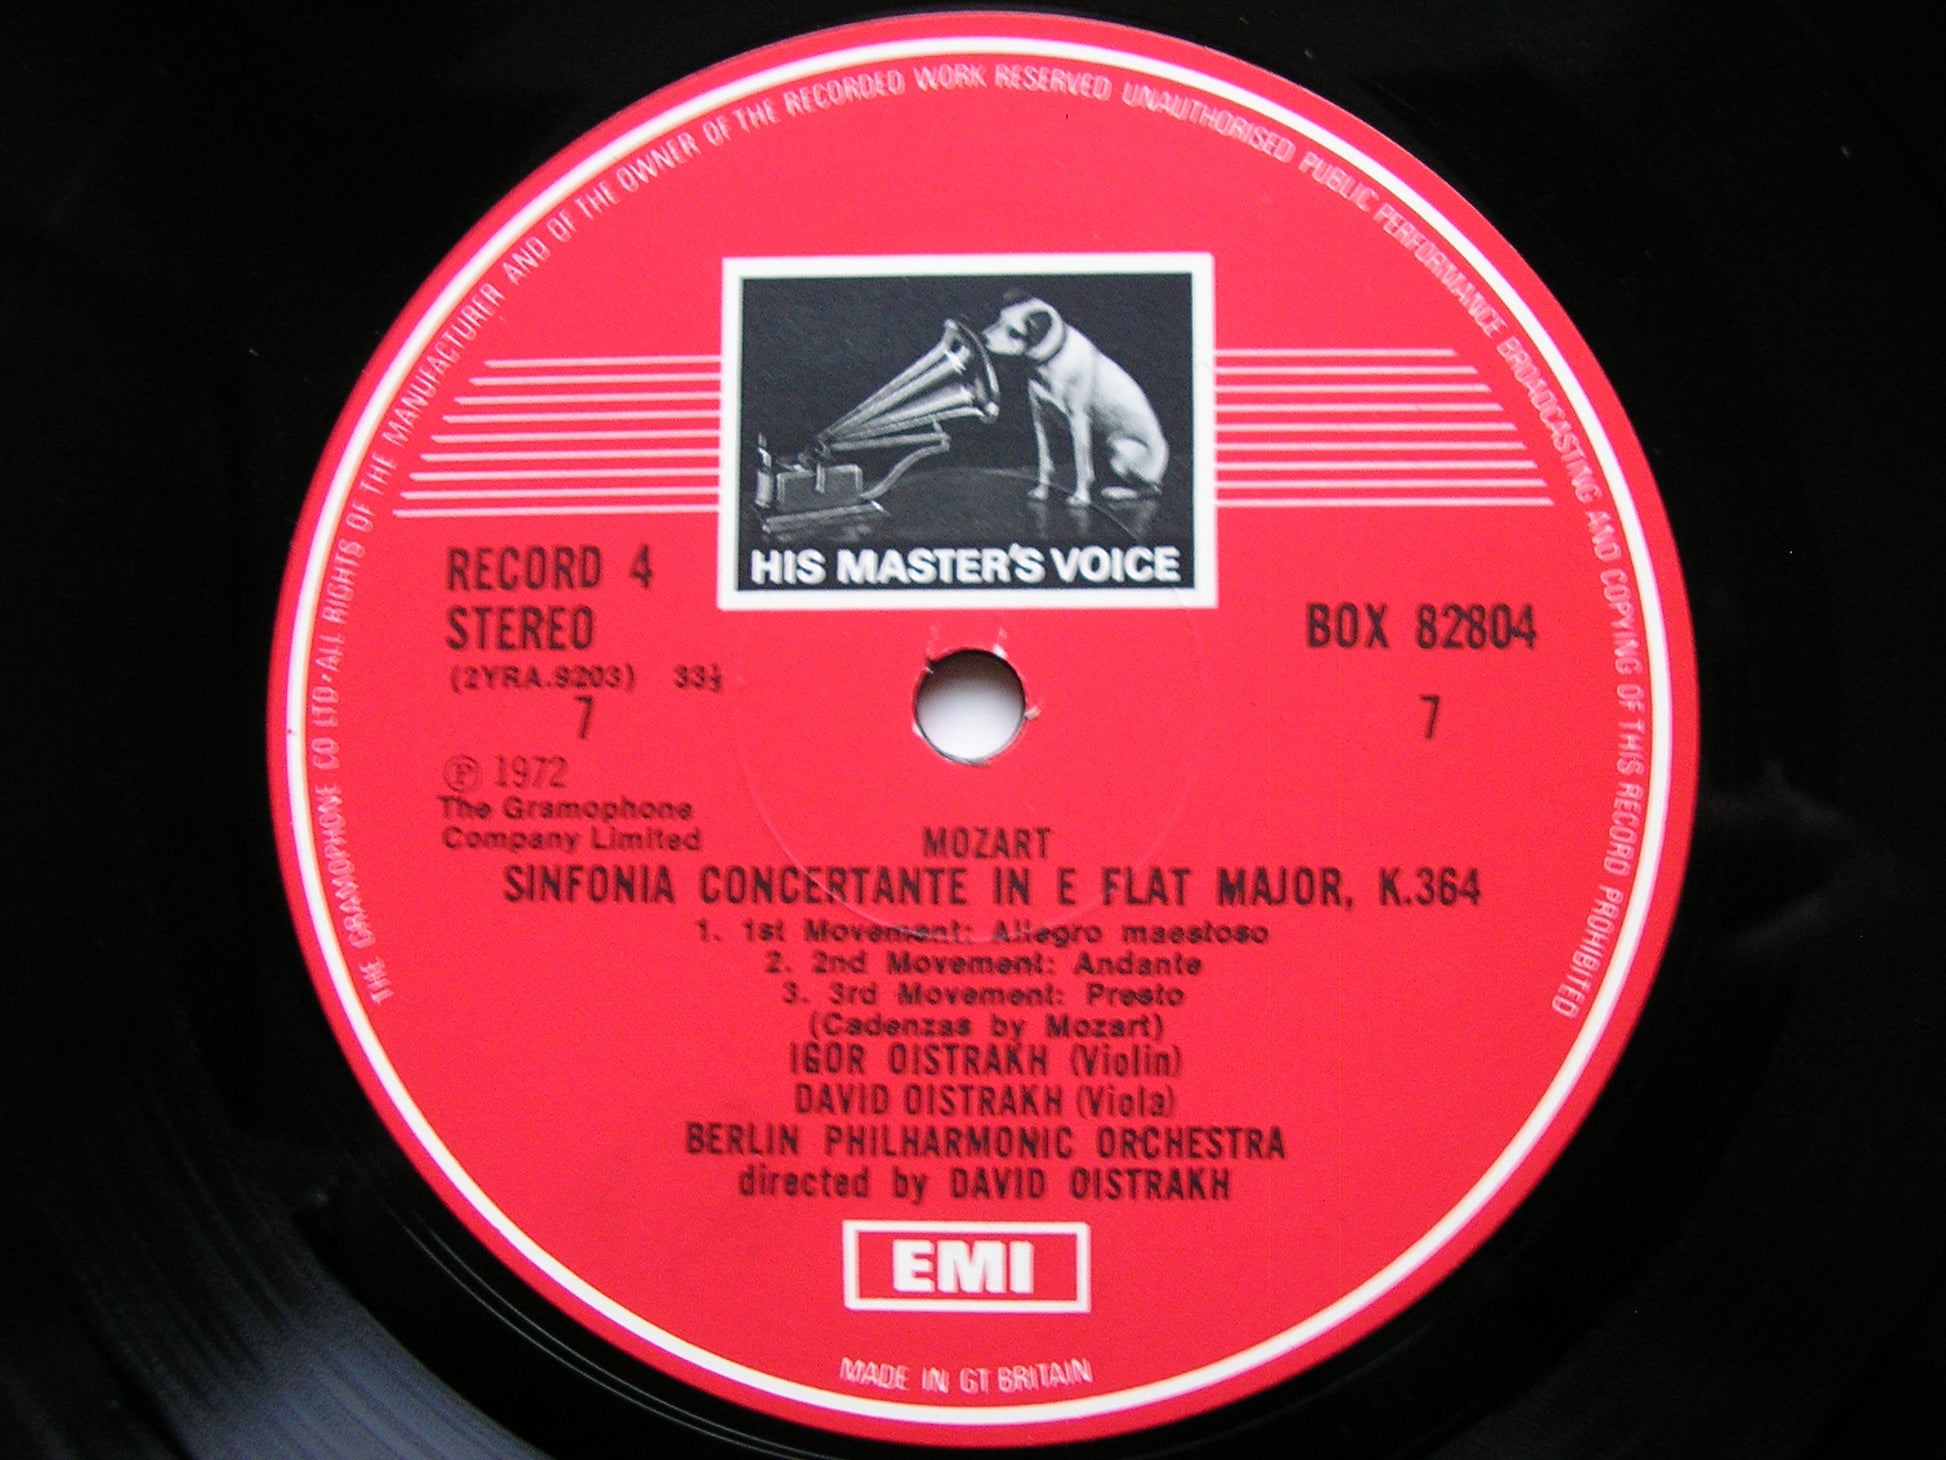 THE GRAMOPHONE CO LTD·ALL RIGHTS OF THE MANUFACTURER AND OF THE OWNER OF THE RECORDED WORK RESERVED UNAUTHORISED PUBLIC PERFORMANCE BROADCASTING AND COPYING OF THIS RECORD PROHIBITED
HIS MASTER'S VOICE
RECORD 4
STEREO
(2YRA.9203) 33⅓
7
BOX 82804
7
Ⓟ 1972
The Gramophone
Company Limited
MOZART
SINFONIA CONCERTANTE IN E FLAT MAJOR, K.364
1. 1st Movement: Allegro maestoso
2. 2nd Movement: Andante
3. 3rd Movement: Presto
(Cadenzas by Mozart)
IGOR OISTRAKH (Violin)
DAVID OISTRAKH (Viola)
BERLIN PHILHARMONIC ORCHESTRA
directed by DAVID OISTRAKH
EMI
MADE IN GT BRITAIN